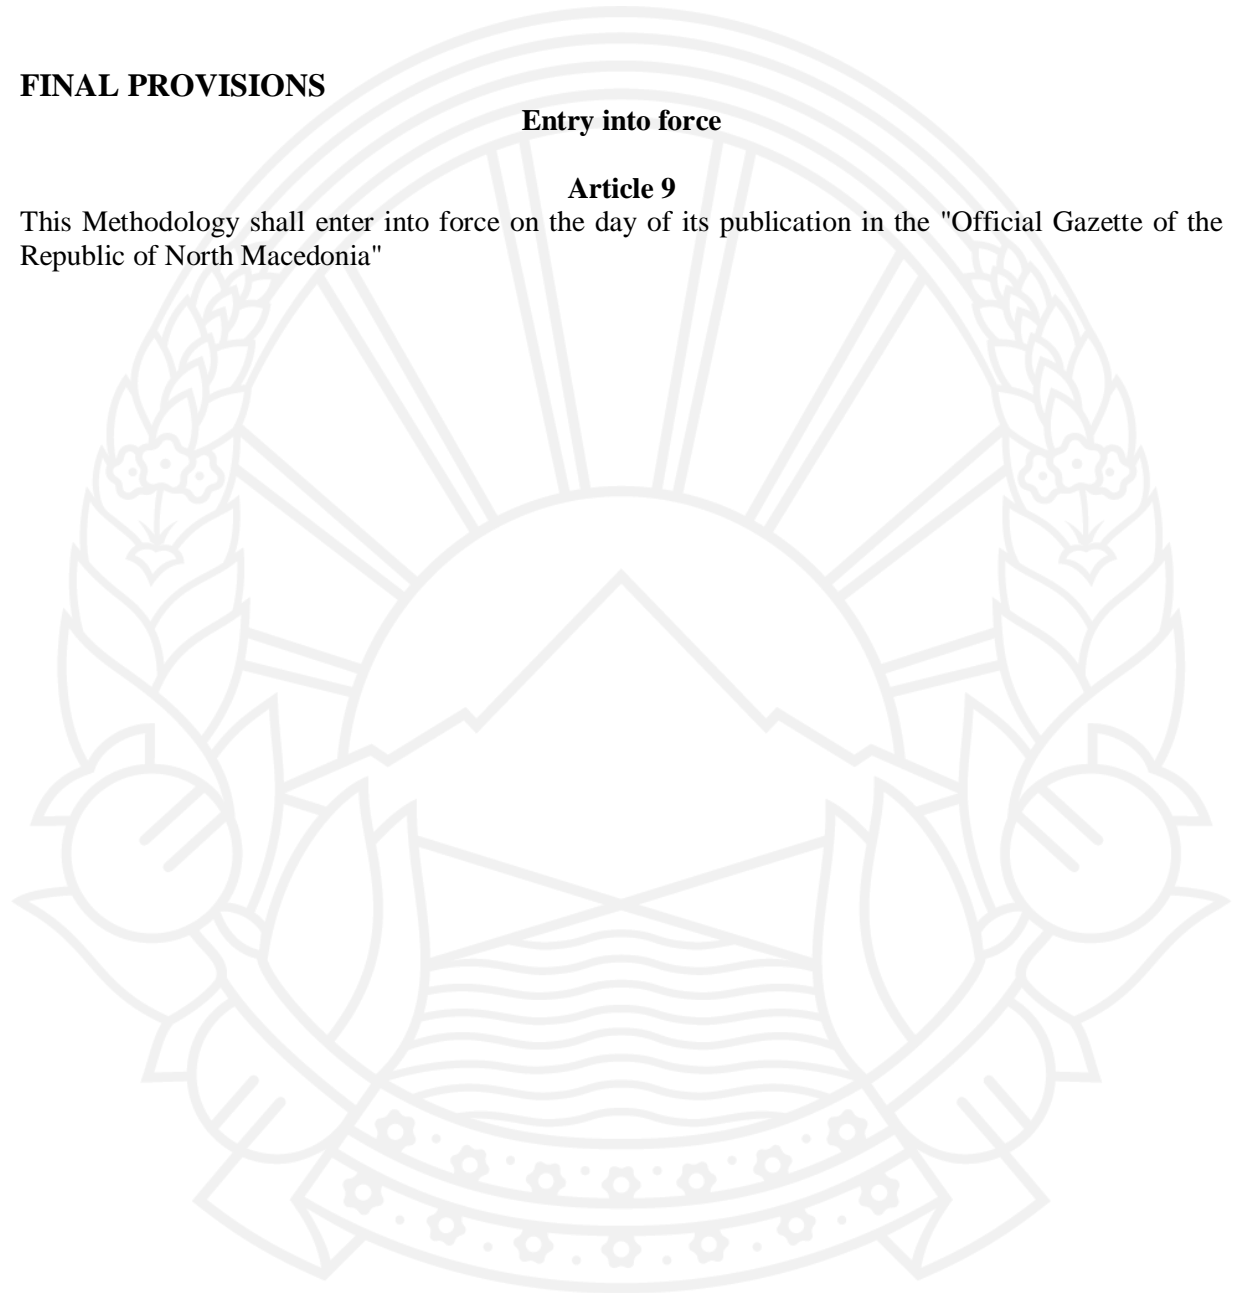 FINAL PROVISIONS
Entry into force
Article 9
This Methodology shall enter into force on the day of its publication in the "Official Gazette of the
Republic of North Macedonia"